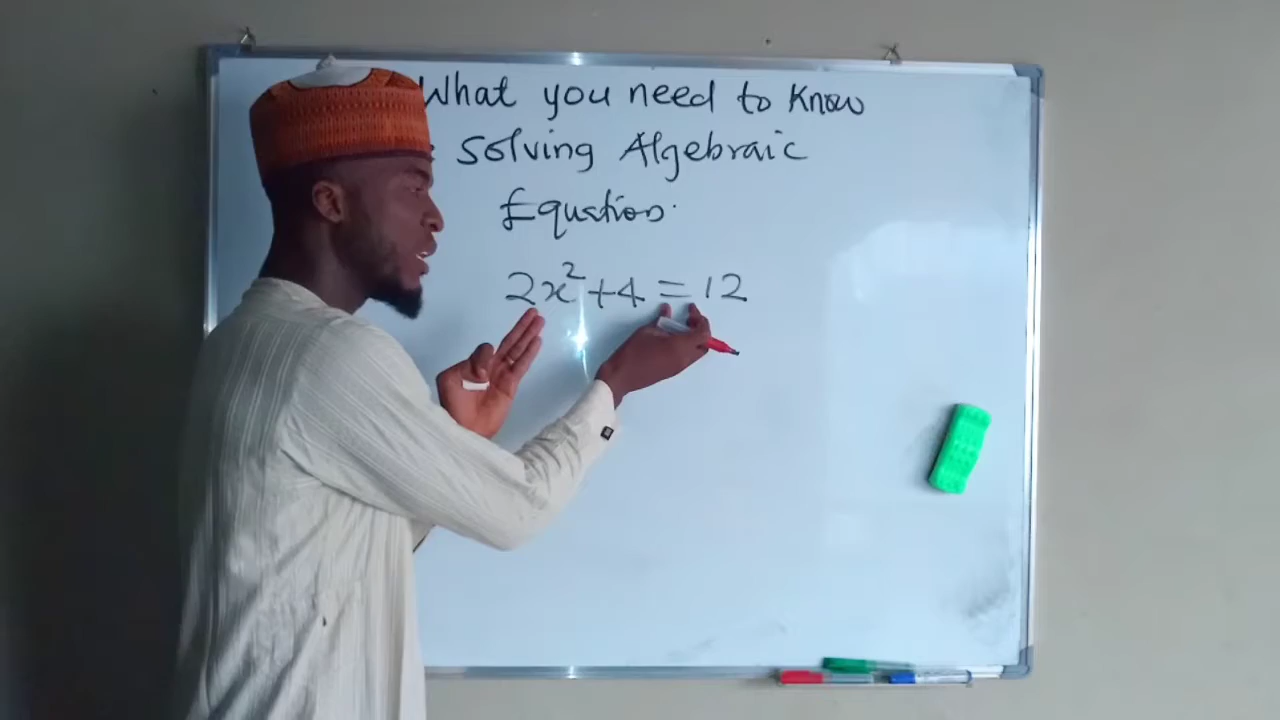 What you need to Know
Solving Algebraic
Equation.
2x²+4=12